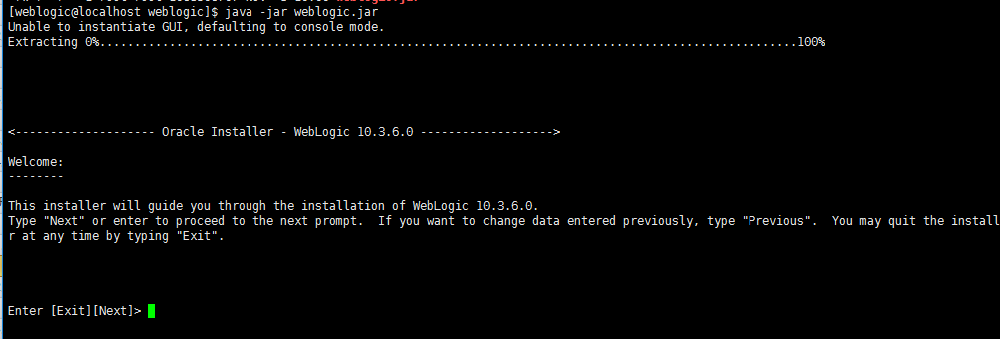 [weblogic@localhost weblogic]$ java -jar weblogic.jar
Unable to instantiate GUI, defaulting to console mode.
Extracting 0%....................................................................................................100%
<-------------------- Oracle Installer - WebLogic 10.3.6.0 ------------------->
Welcome:
--------
This installer will guide you through the installation of WebLogic 10.3.6.0.
Type "Next" or enter to proceed to the next prompt.  If you want to change data entered previously, type "Previous".  You may quit the install
r at any time by typing "Exit".
Enter [Exit][Next]>